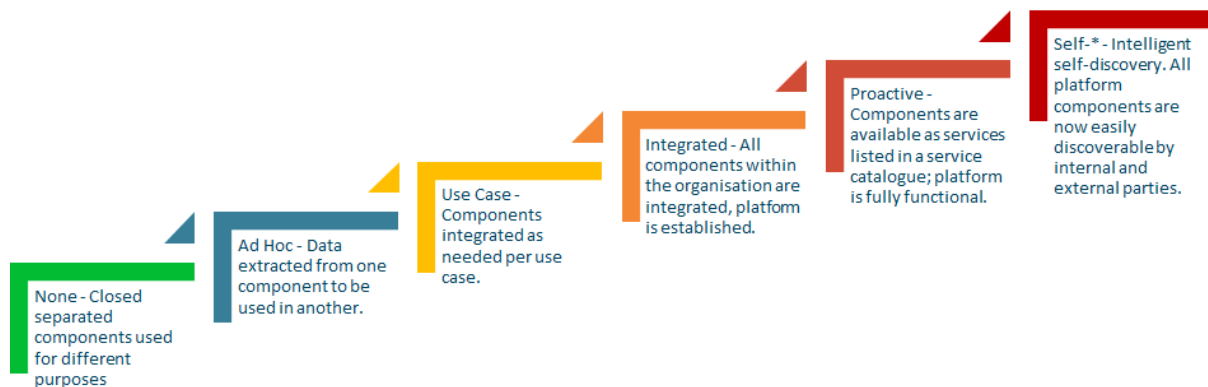 None - Closed
separated
components used
for different
purposes
Ad Hoc - Data
extracted from one
component to be
used in another.
Use Case -
Components
integrated as
needed per use
case.
Integrated - All
components within
the organisation are
integrated, platform
is established.
Proactive -
Components are
available as services
listed in a service
catalogue; platform
is fully functional.
Self-* - Intelligent
self-discovery. All
platform
components are
now easily
discoverable by
internal and
external parties.